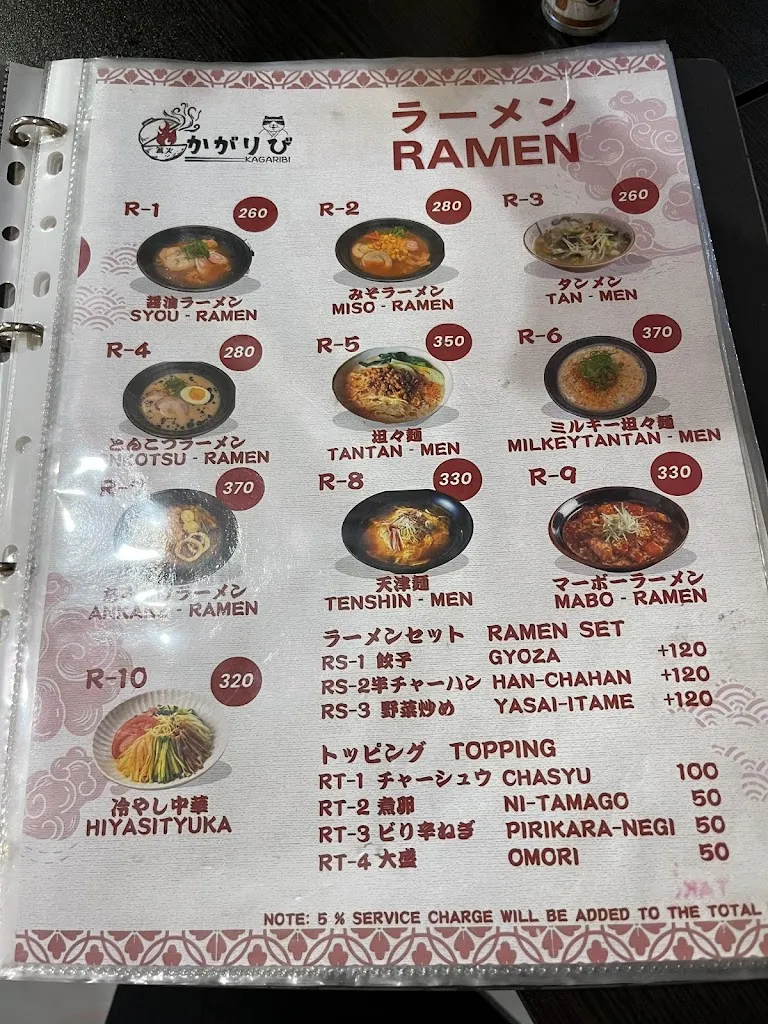 かがりび
KAGARIBI
ラーメン
RAMEN
R-1 260
醤油ラーメン
SYOU - RAMEN
R-2 280
みそラーメン
MISO - RAMEN
R-3 260
タンメン
TAN - MEN
R-4 280
とんこつラーメン
NKOTSU - RAMEN
R-5 350
坦々麺
TANTAN - MEN
R-6 370
ミルキー坦々麺
MILKEYTANTAN - MEN
370
ラーメン
ANKAKE - RAMEN
R-8 330
天津麺
TENSHIN - MEN
R-9 330
マーボーラーメン
MABO - RAMEN
R-10 320
冷やし中華
HIYASITYUKA
ラーメンセット RAMEN SET
RS-1 餃子 GYOZA +120
RS-2 半チャーハン HAN-CHAHAN +120
RS-3 野菜炒め YASAI-ITAME +120
トッピング TOPPING
RT-1 チャーシュウ CHASYU 100
RT-2 煮卵 NI-TAMAGO 50
RT-3 ピリ辛ねぎ PIRIKARA-NEGI 50
RT-4 大盛 OMORI 50
NOTE: 5 % SERVICE CHARGE WILL BE ADDED TO THE TOTAL